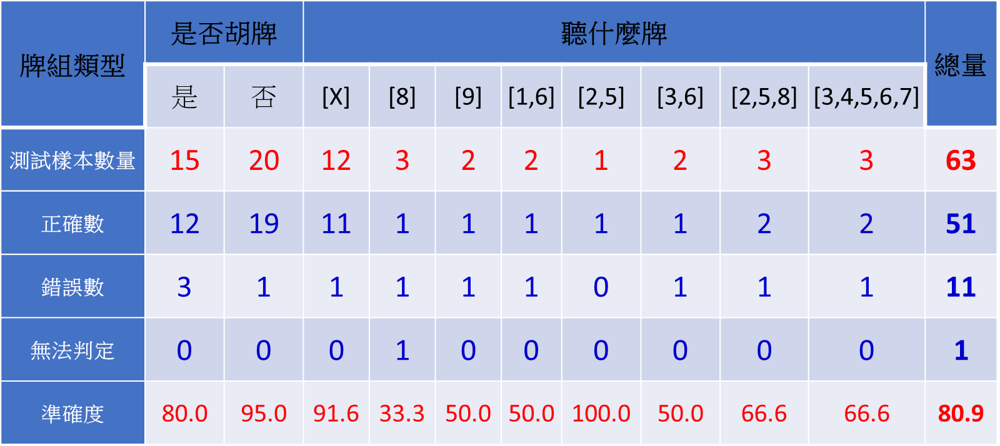 牌組類型 是否胡牌 聽什麼牌 總量
是 否 [X] [8] [9] [1,6] [2,5] [3,6] [2,5,8] [3,4,5,6,7]
測試樣本數量 15 20 12 3 2 2 1 2 3 3 63
正確數 12 19 11 1 1 1 1 1 2 2 51
錯誤數 3 1 1 1 1 1 0 1 1 1 11
無法判定 0 0 0 1 0 0 0 0 0 0 1
準確度 80.0 95.0 91.6 33.3 50.0 50.0 100.0 50.0 66.6 66.6 80.9